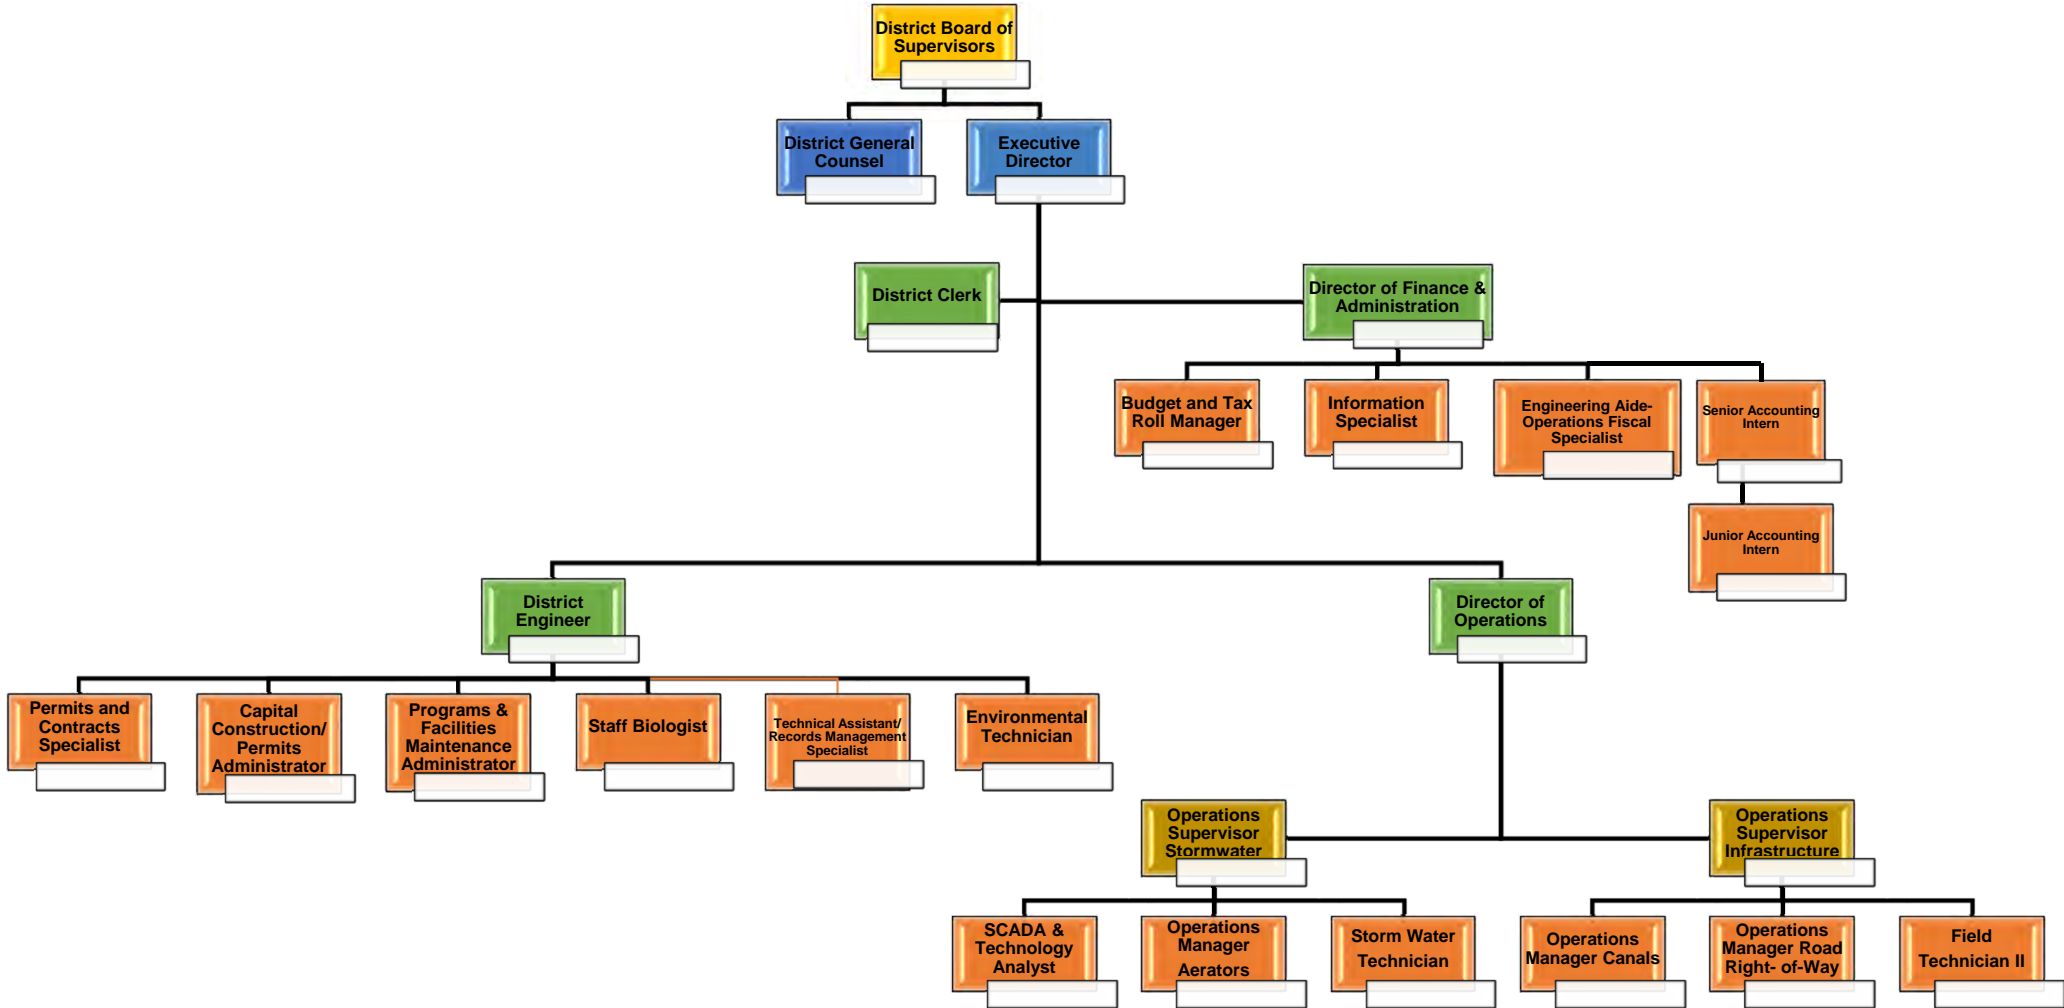 District Board of
Supervisors
District General
Counsel
Executive
Director
District Clerk
Director of Finance &
Administration
Budget and Tax
Roll Manager
Information
Specialist
Engineering Aide-
Operations Fiscal
Specialist
Senior Accounting
Intern
Junior Accounting
Intern
District
Engineer
Director of
Operations
Permits and
Contracts
Specialist
Capital
Construction/
Permits
Administrator
Programs &
Facilities
Maintenance
Administrator
Staff Biologist
Technical Assistant/
Records Management
Specialist
Environmental
Technician
Operations
Supervisor
Stormwater
Operations
Supervisor
Infrastructure
SCADA &
Technology
Analyst
Operations
Manager
Aerators
Storm Water
Technician
Operations
Manager Canals
Operations
Manager Road
Right- of-Way
Field
Technician II